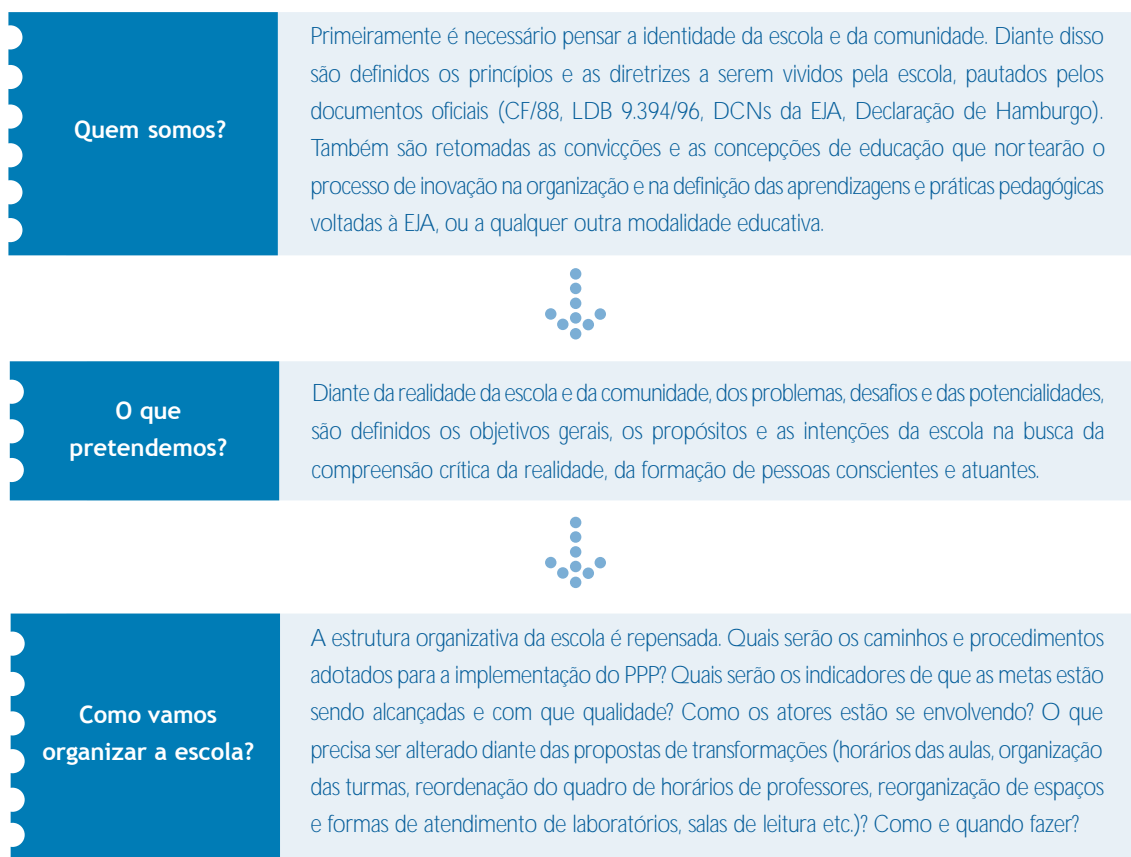 Quem somos?
Primeiramente é necessário pensar a identidade da escola e da comunidade. Diante disso
são definidos os princípios e as diretrizes a serem vividos pela escola, pautados pelos
documentos oficiais (CF/88, LDB 9.394/96, DCNs da EJA, Declaração de Hamburgo).
Também são retomadas as convicções e as concepções de educação que nortearão o
processo de inovação na organização e na definição das aprendizagens e práticas pedagógicas
voltadas à EJA, ou a qualquer outra modalidade educativa.
O que
pretendemos?
Diante da realidade da escola e da comunidade, dos problemas, desafios e das potencialidades,
são definidos os objetivos gerais, os propósitos e as intenções da escola na busca da
compreensão crítica da realidade, da formação de pessoas conscientes e atuantes.
Como vamos
organizar a escola?
A estrutura organizativa da escola é repensada. Quais serão os caminhos e procedimentos
adotados para a implementação do PPP? Quais serão os indicadores de que as metas estão
sendo alcançadas e com que qualidade? Como os atores estão se envolvendo? O que
precisa ser alterado diante das propostas de transformações (horários das aulas, organização
das turmas, reordenação do quadro de horários de professores, reorganização de espaços
e formas de atendimento de laboratórios, salas de leitura etc.)? Como e quando fazer?